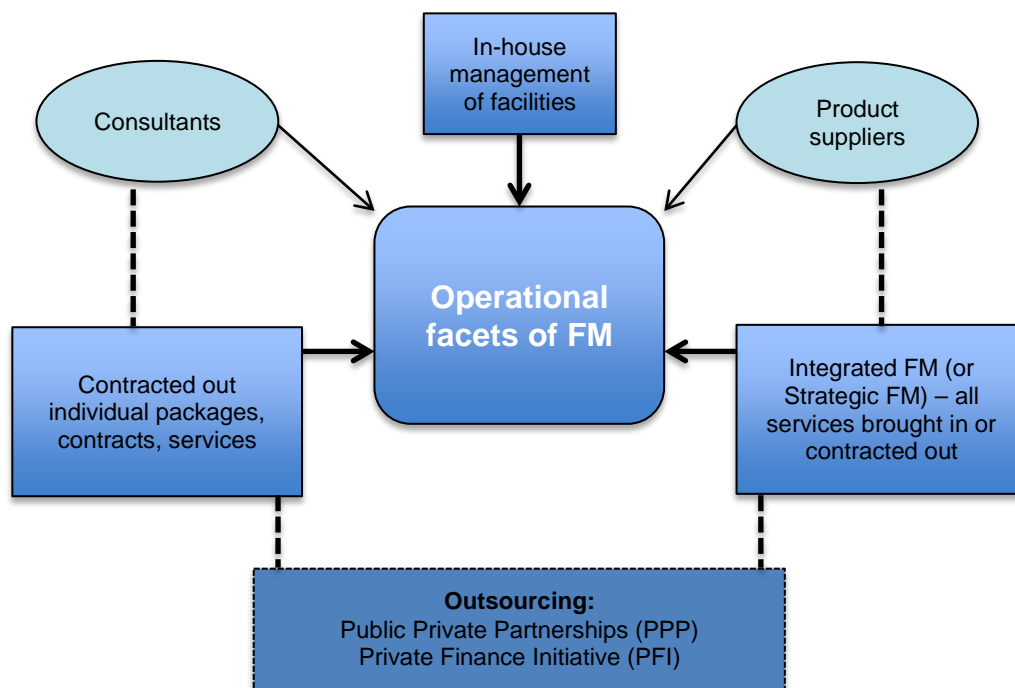 In-house
management
of facilities
Consultants
Product
suppliers
Operational
facets of FM
Contracted out
individual packages,
contracts, services
Integrated FM (or
Strategic FM) – all
services brought in or
contracted out
Outsourcing:
Public Private Partnerships (PPP)
Private Finance Initiative (PFI)